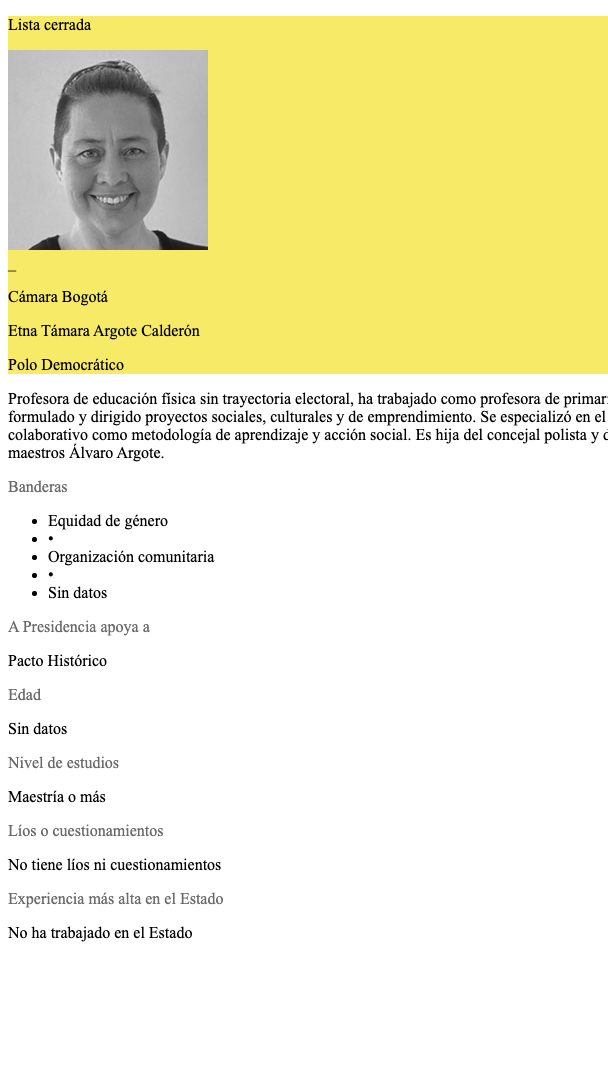 Lista cerrada
_
Cámara Bogotá
Etna Támara Argote Calderón
Polo Democrático
Profesora de educación física sin trayectoria electoral, ha trabajado como profesora de
formulado y dirigido proyectos sociales, culturales y de emprendimiento. Se especializó en el
colaborativo como metodología de aprendizaje y acción social. Es hija del concejal polista y
maestros Álvaro Argote.
Banderas
• Equidad de género
• •
• Organización comunitaria
• •
• Sin datos
A Presidencia apoya a
Pacto Histórico
Edad
Sin datos
Nivel de estudios
Maestría o más
Líos o cuestionamientos
No tiene líos ni cuestionamientos
Experiencia más alta en el Estado
No ha trabajado en el Estado